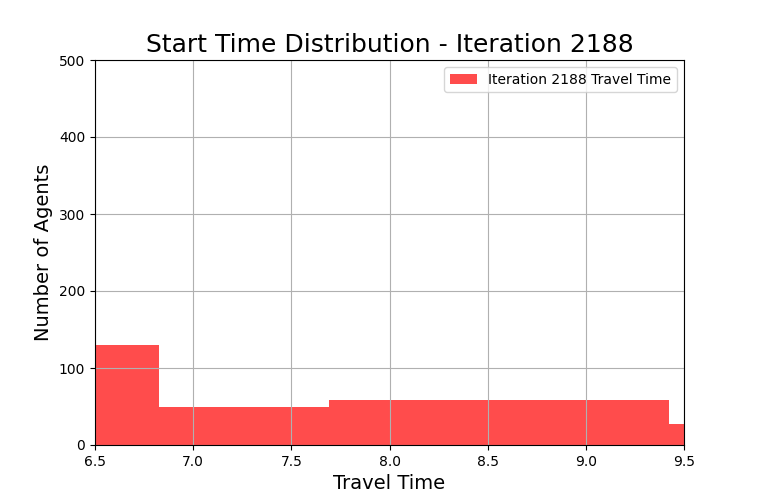 Start Time Distribution - Iteration 2188
500
Iteration 2188 Travel Time
400
300
200
100
0
Number of Agents
6.5 7.0 7.5 8.0 8.5 9.0 9.5
Travel Time